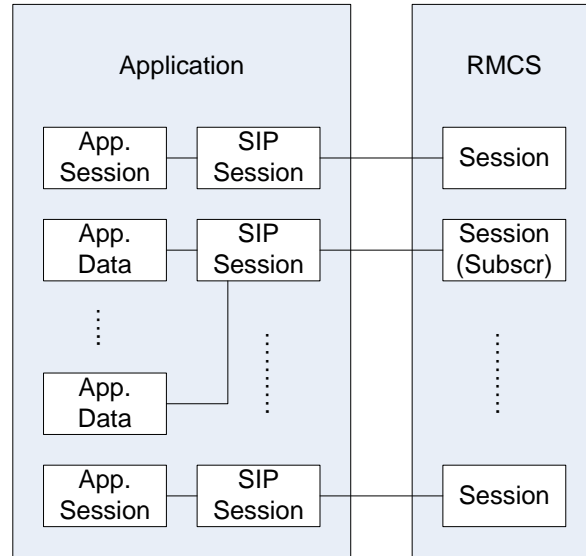 Application
RMCS
App.
Session
SIP
Session
Session
App.
Data
SIP
Session
Session
(Subscr)
App.
Data
App.
Session
SIP
Session
Session